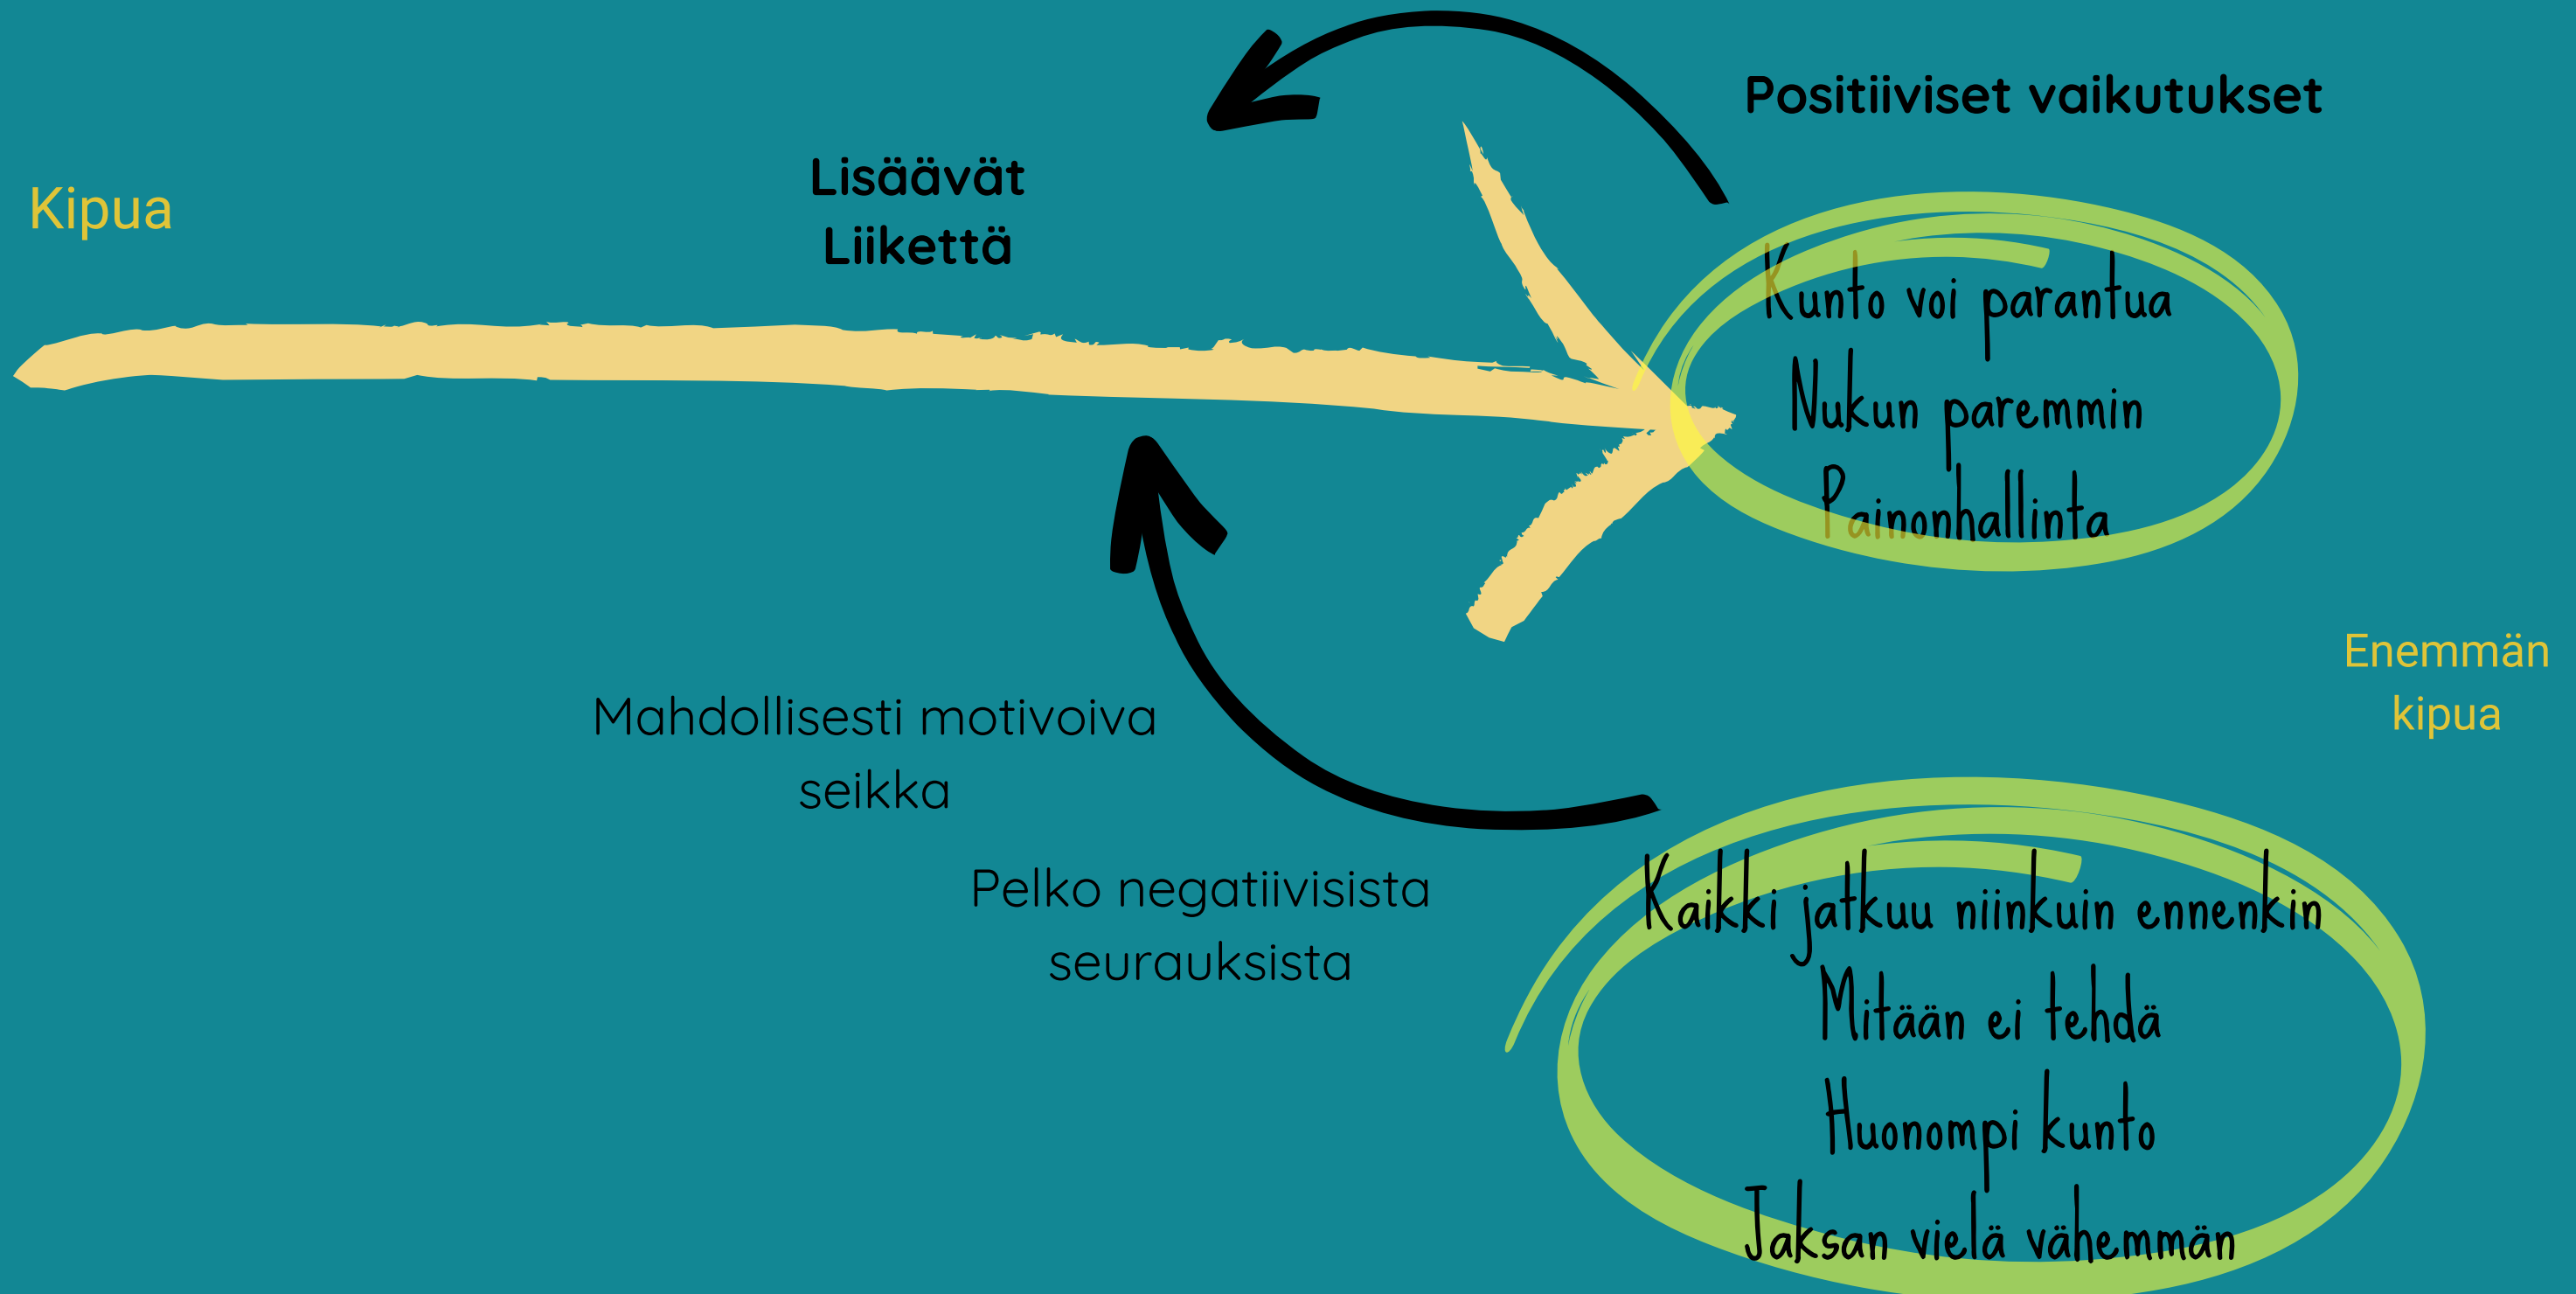 Positiiviset vaikutukset
Kipua
Lisäävät
Liikettä
Kunto voi parantua
Nukun paremmin
Painonhallinta
Enemmän
kipua
Mahdollisesti motivoiva
seikka
Pelko negatiivisista
seurauksista
Kaikki jatkuu niinkuin ennenkin
Mitään ei tehdä
Huonompi kunto
Jaksan vielä vähemmän